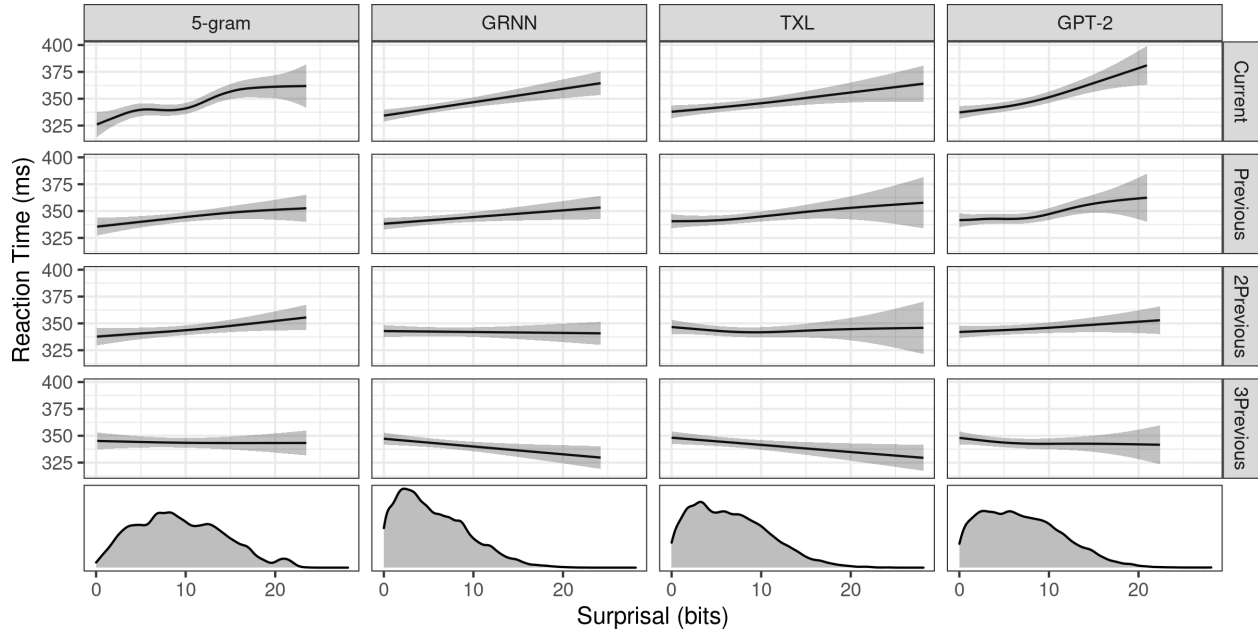 5-gram GRNN TXL GPT-2
400
375
350
325
Current
400
375
350
325
Previous
400
375
350
325
2Previous
400
375
350
325
3Previous
Reaction Time (ms)
0 10 20 0 10 20 0 10 20 0 10 20
Surprisal (bits)